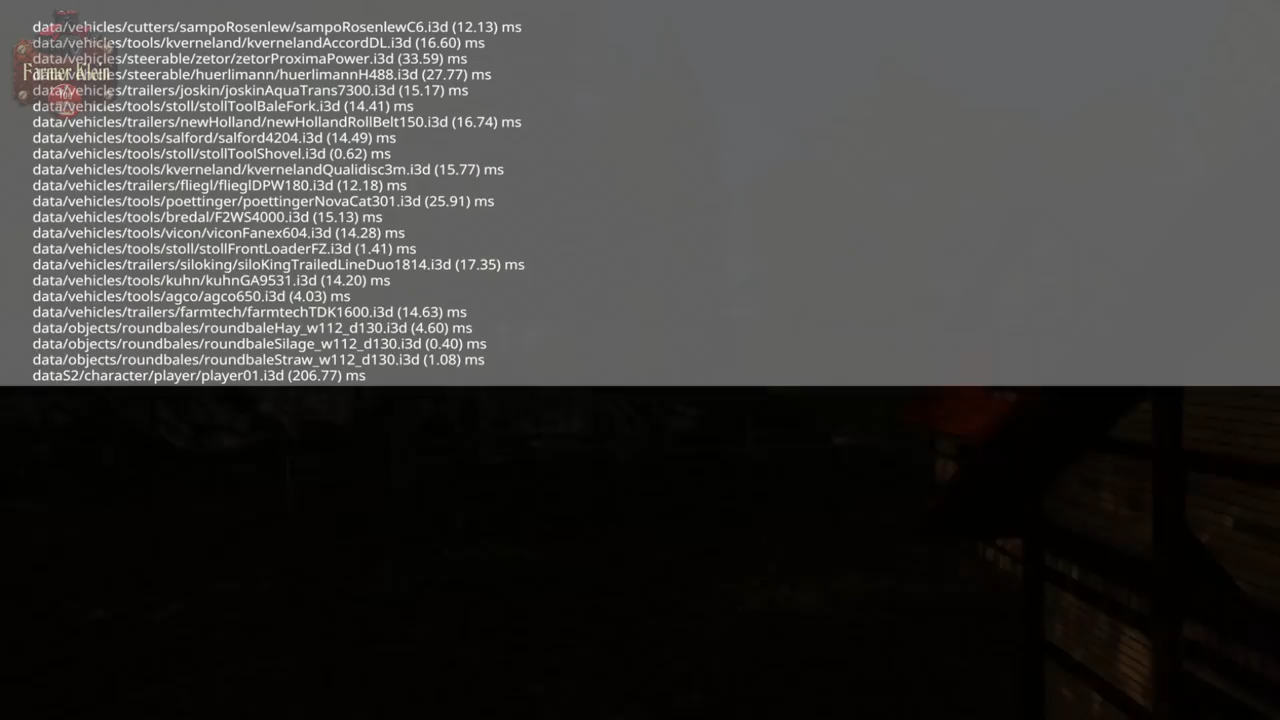 data/vehicles/cutters/sampoRosenlew/sampoRosenlewC6.i3d (12.13) ms
data/vehicles/tools/kverneland/kvernelandAccordDL.i3d (16.60) ms
data/vehicles/steerable/zetor/zetorProximaPower.i3d (33.59) ms
data/vehicles/steerable/huerlimann/huerlimannH488.i3d (27.77) ms
Farmer Klein
data/vehicles/trailers/joskin/joskinAquaTrans7300.i3d (15.17) ms
data/vehicles/tools/stoll/stollToolBaleFork.i3d (14.41) ms
data/vehicles/trailers/newHolland/newHollandRollBelt150.i3d (16.74) ms
data/vehicles/tools/salford/salford4204.i3d (14.49) ms
data/vehicles/tools/stoll/stollToolShovel.i3d (0.62) ms
data/vehicles/tools/kverneland/kvernelandQualidisc3m.i3d (15.77) ms
data/vehicles/trailers/fliegl/flieglDPW180.i3d (12.18) ms
data/vehicles/tools/poettinger/poettingerNovaCat301.i3d (25.91) ms
data/vehicles/tools/bredal/F2WS4000.i3d (15.13) ms
data/vehicles/tools/vicon/viconFanex604.i3d (14.28) ms
data/vehicles/tools/stoll/stollFrontLoaderFZ.i3d (1.41) ms
data/vehicles/trailers/siloking/siloKingTrailedLineDuo1814.i3d (17.35) ms
data/vehicles/tools/kuhn/kuhnGA9531.i3d (14.20) ms
data/vehicles/tools/agco/agco650.i3d (4.03) ms
data/vehicles/trailers/farmtech/farmtechTDK1600.i3d (14.63) ms
data/objects/roundbales/roundbaleHay_w112_d130.i3d (4.60) ms
data/objects/roundbales/roundbaleSilage_w112_d130.i3d (0.40) ms
data/objects/roundbales/roundbaleStraw_w112_d130.i3d (1.08) ms
dataS2/character/player/player01.i3d (206.77) ms